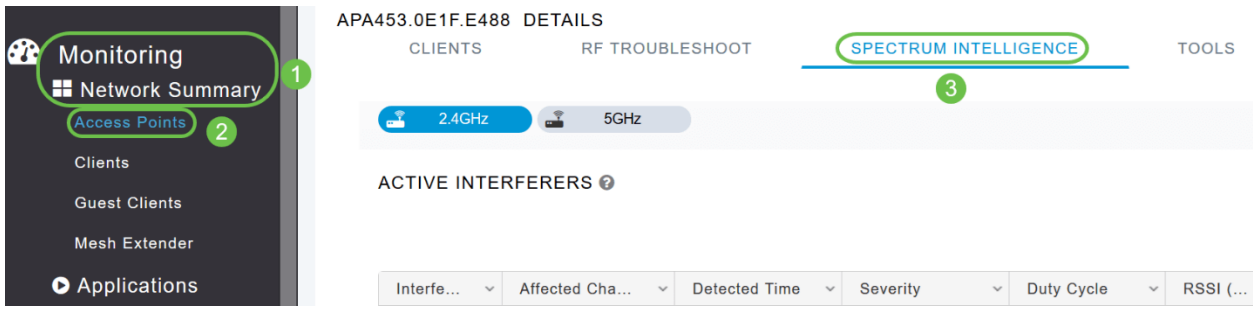 Monitoring
Network Summary
1
Access Points
2
Clients
Guest Clients
Mesh Extender
Applications
APA453.0E1F.E488 DETAILS
CLIENTS RF TROUBLESHOOT SPECTRUM INTELLIGENCE TOOLS
3
2.4GHz 5GHz
ACTIVE INTERFERERS ?
Interfe... Affected Cha... Detected Time Severity Duty Cycle RSSI (...